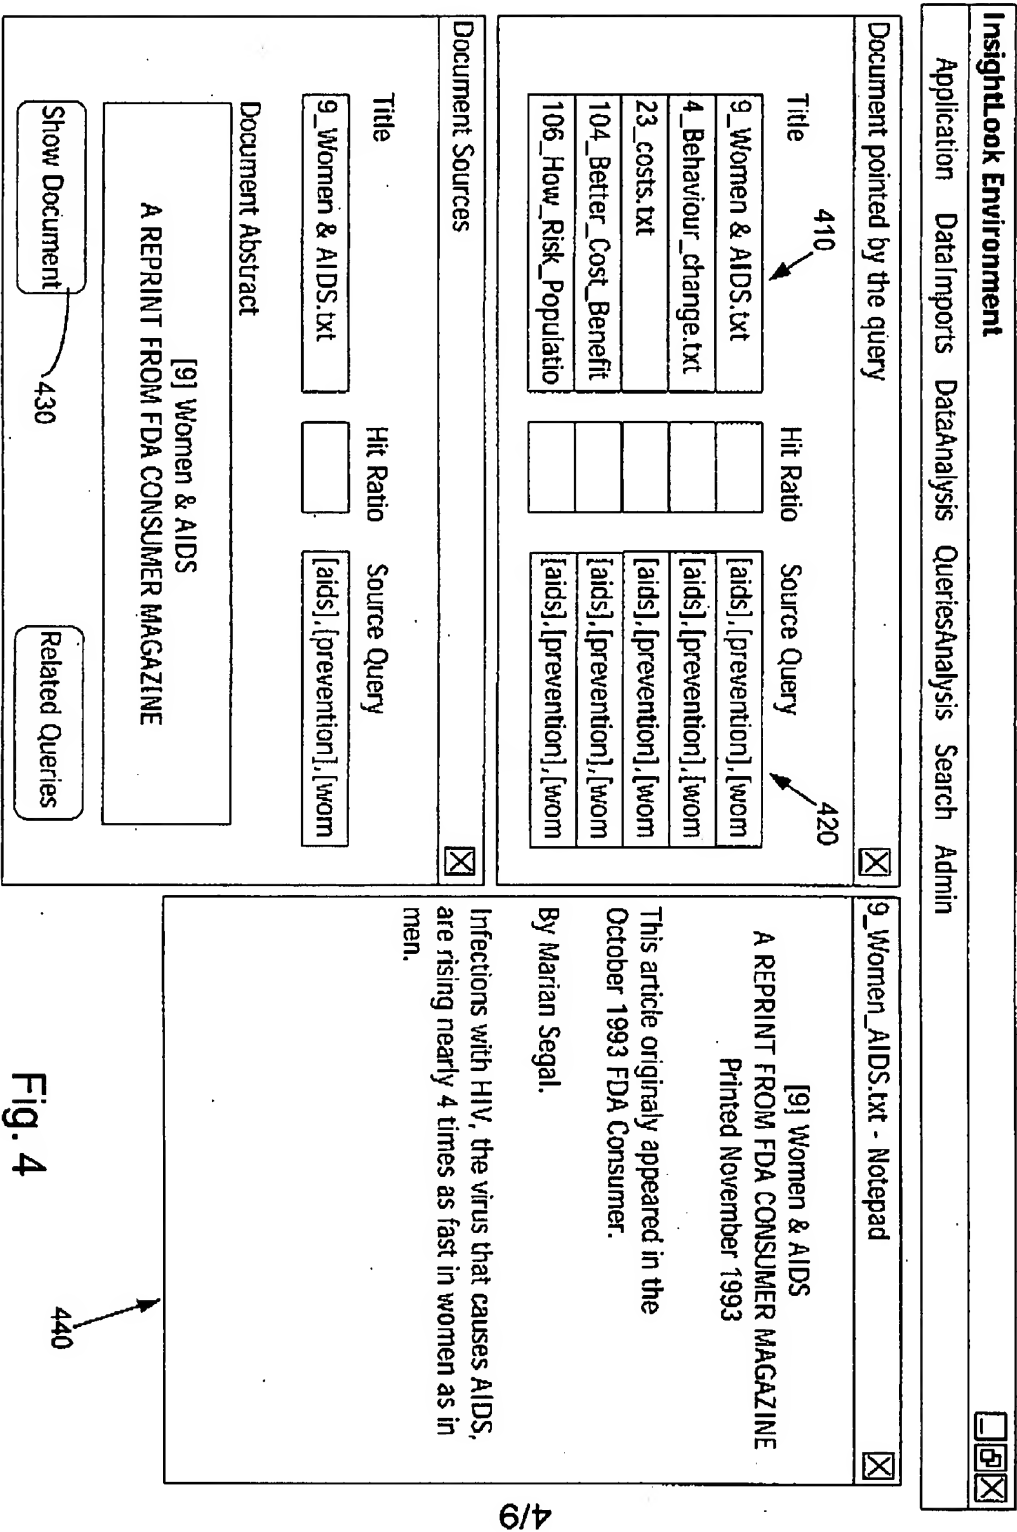 InsightLook Environment
Application DataImports DataAnalysis QueriesAnalysis Search Admin
Document pointed by the query
410
420
Title Hit Ratio Source Query
9_Women & AIDS.txt [aids],[prevention],[wom
4_Behaviour_change.txt [aids],[prevention],[wom
23_costs.txt [aids],[prevention],[wom
104_Better_Cost_Benefit [aids],[prevention],[wom
106_How_Risk_Populatio [aids],[prevention],[wom
Document Sources
Title Hit Ratio Source Query
9_Women & AIDS.txt [aids],[prevention],[wom
Document Abstract
[9] Women & AIDS
A REPRINT FROM FDA CONSUMER MAGAZINE
Show Document
430
Related Queries
9_Women_AIDS.txt - Notepad
[9] Women & AIDS
A REPRINT FROM FDA CONSUMER MAGAZINE
Printed November 1993
This article originaly appeared in the
October 1993 FDA Consumer.
By Marian Segal.
Infections with HIV, the virus that causes AIDS,
are rising nearly 4 times as fast in women as in
men.
440
Fig. 4
4/9